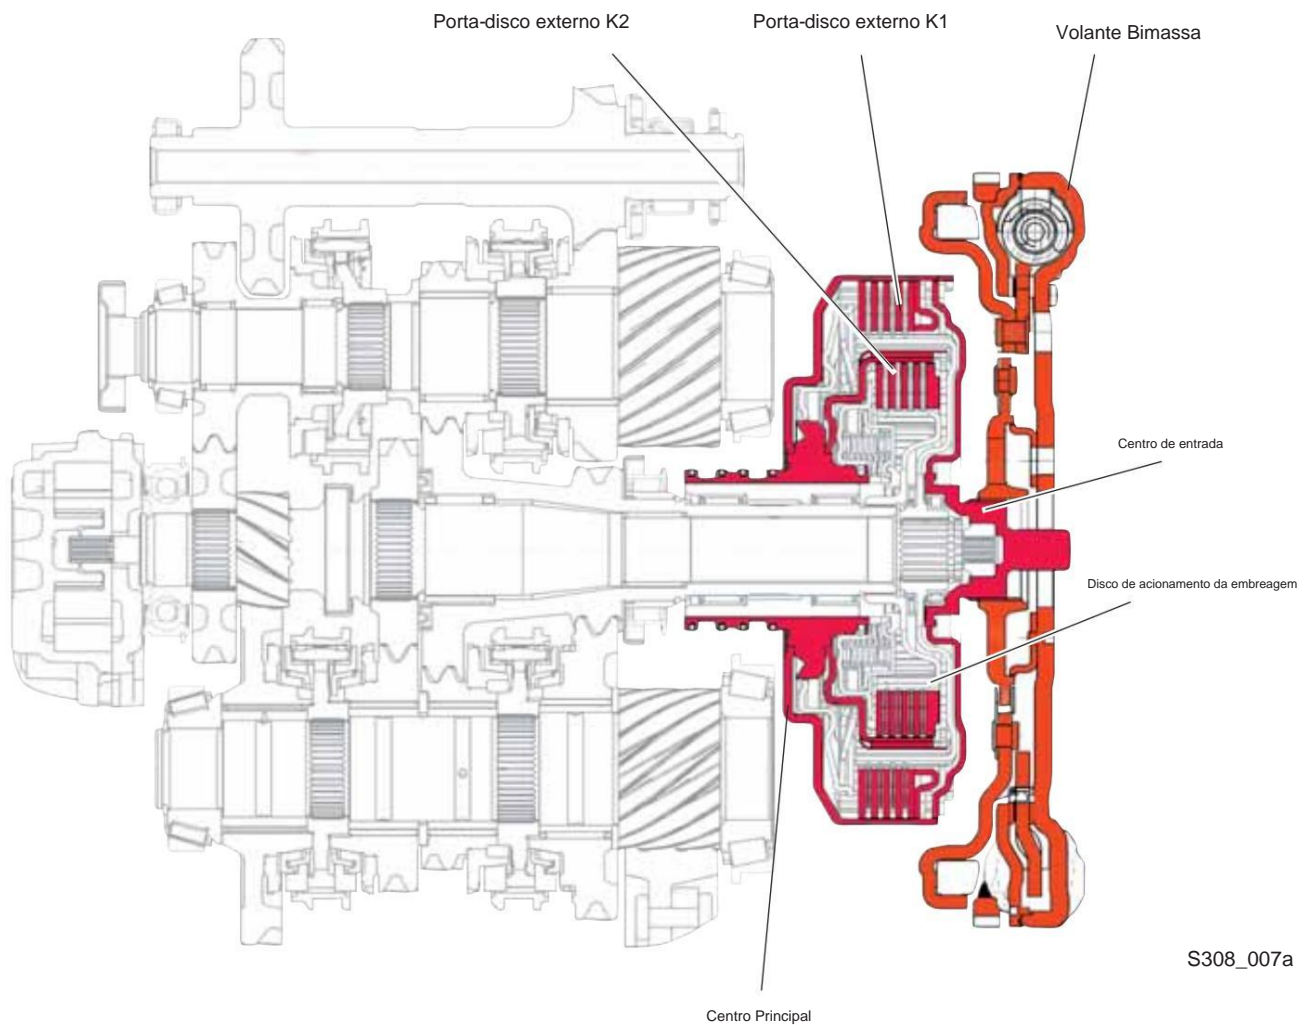 Porta-disco externo K2
Porta-disco externo K1
Volante Bimassa
Centro de entrada
Disco de acionamento da embreagem
S308_007a
Centro Principal